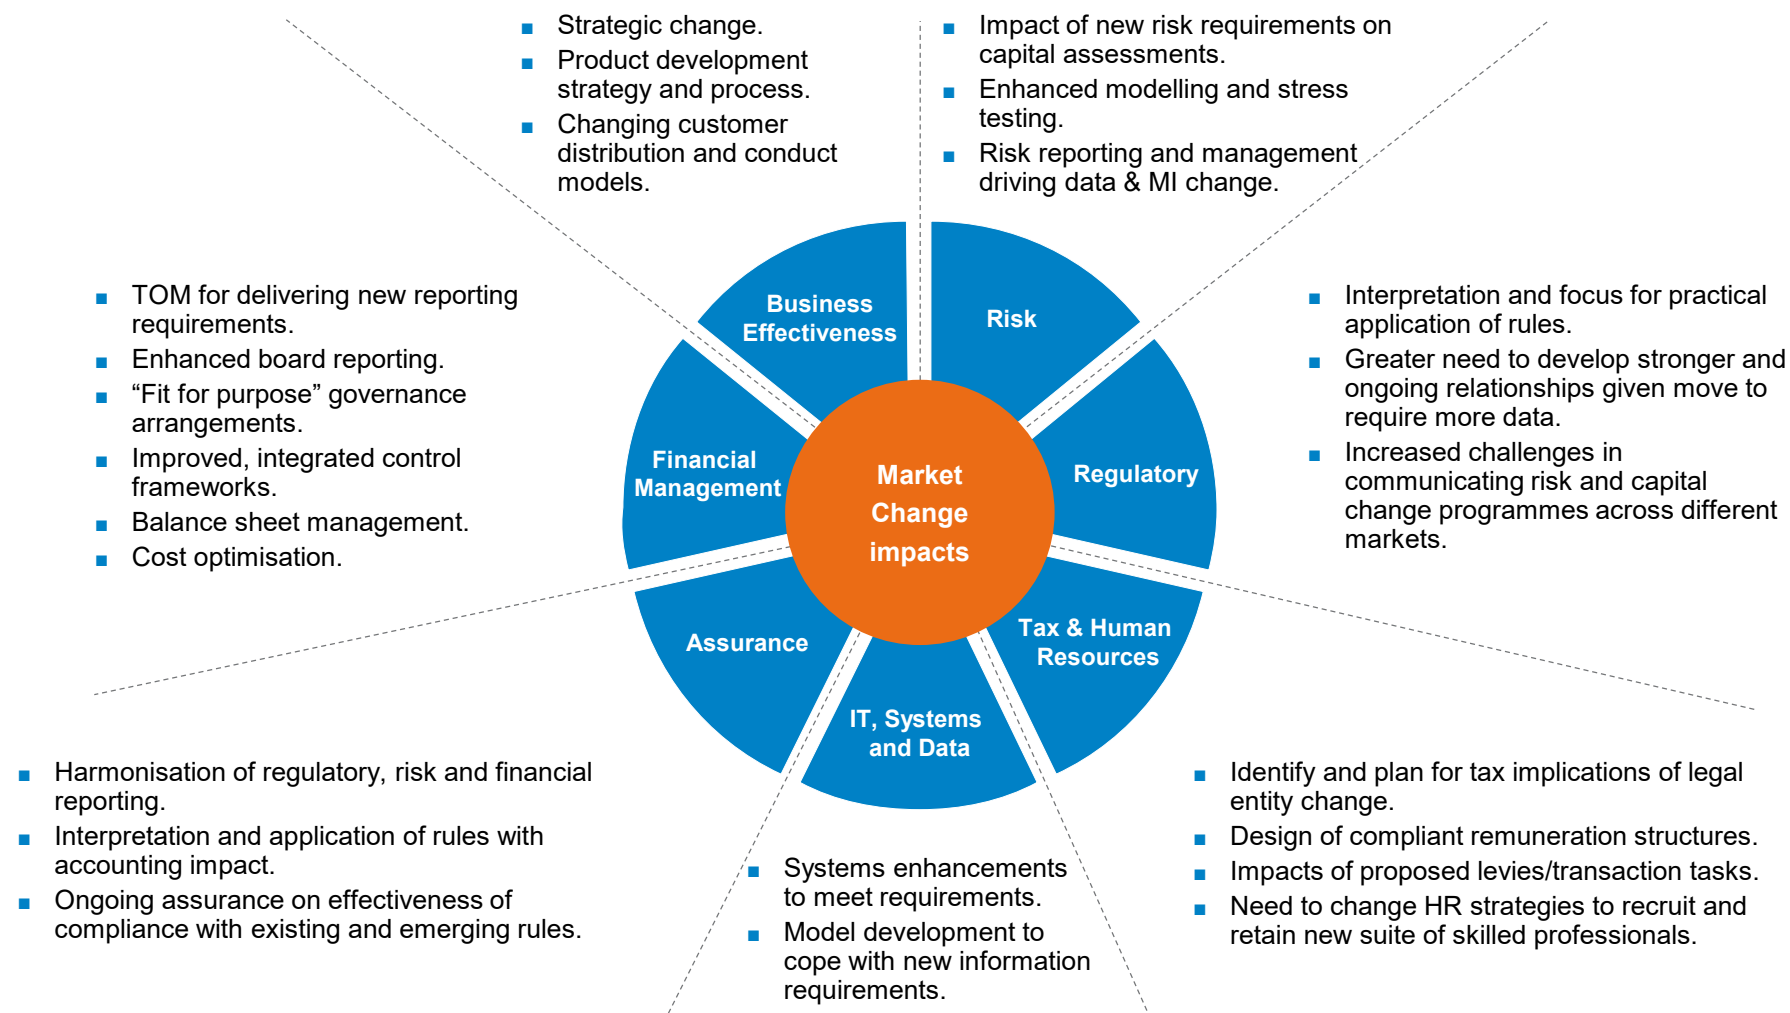 Strategic change.
Product development
strategy and process.
Changing customer
distribution and conduct
models.
Impact of new risk requirements on
capital assessments.
Enhanced modelling and stress
testing.
Risk reporting and management
driving data & MI change.
TOM for delivering new reporting
requirements.
Enhanced board reporting.
“Fit for purpose” governance
arrangements.
Improved, integrated control
frameworks.
Balance sheet management.
Cost optimisation.
Business
Effectiveness
Risk
Financial
Management
Market
Change
impacts
Regulatory
Assurance
Tax & Human
Resources
IT, Systems
and Data
Interpretation and focus for practical
application of rules.
Greater need to develop stronger and
ongoing relationships given move to
require more data.
Increased challenges in
communicating risk and capital
change programmes across different
markets.
Harmonisation of regulatory, risk and financial
reporting.
Interpretation and application of rules with
accounting impact.
Ongoing assurance on effectiveness of
compliance with existing and emerging rules.
Systems enhancements
to meet requirements.
Model development to
cope with new information
requirements.
Identify and plan for tax implications of legal
entity change.
Design of compliant remuneration structures.
Impacts of proposed levies/transaction tasks.
Need to change HR strategies to recruit and
retain new suite of skilled professionals.